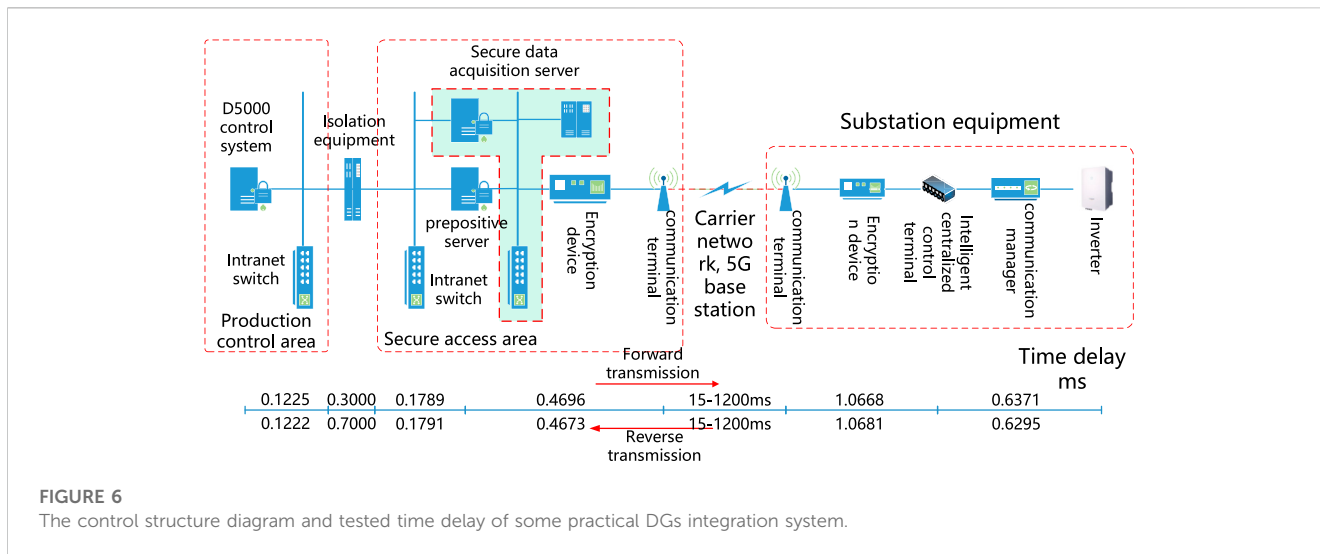 Secure data
acquisition server
D5000
control
system
Isolation
equipment
Substation equipment
prepositive
server
Encryption
device
communication
terminal
Carrier
netwo
rk, 5G
base
station
communication
terminal
Encryptio
n device
Intelligent
centralized
control
terminal
communication
manager
Inverter
Intranet
switch
Intranet
switch
Production
control area
Secure access area
Forward
transmission
Time delay
ms
0.1225 0.3000 0.1789 0.4696 15-1200ms 1.0668 0.6371
0.1222 0.7000 0.1791 0.4673 15-1200ms 1.0681 0.6295
Reverse
transmission
FIGURE 6
The control structure diagram and tested time delay of some practical DGs integration system.